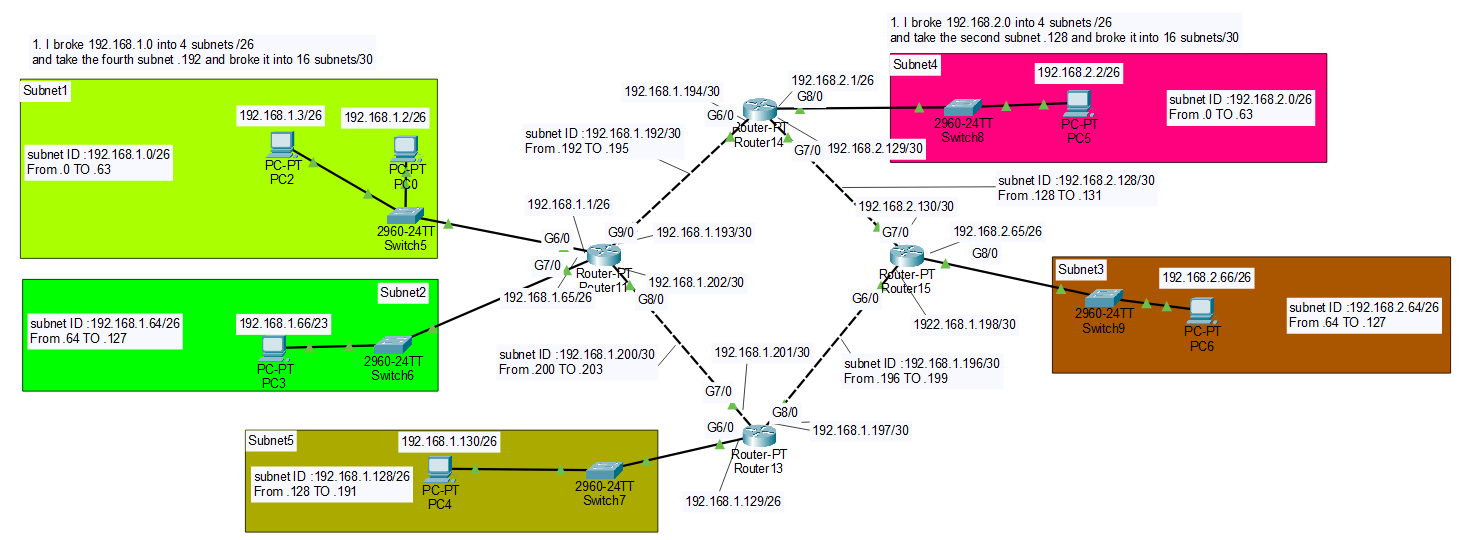 1. I broke 192.168.1.0 into 4 subnets /26
and take the fourth subnet .192 and broke it into 16 subnets/30
1. I broke 192.168.2.0 into 4 subnets /26
and take the second subnet .128 and broke it into 16 subnets/30
Subnet1
192.168.1.3/26
192.168.1.2/26
subnet ID :192.168.1.0/26
From .0 TO .63
PC-PT
PC2
PC-PT
PC0
2960-24TT
Switch5
Subnet2
subnet ID :192.168.1.64/26
From .64 TO .127
192.168.1.66/23
PC-PT
PC3
2960-24TT
Switch6
G6/0
G7/0
G9/0
G8/0
192.168.1.1/26
192.168.1.193/30
192.168.1.202/30
192.168.1.65/26
Router-PT
Router11
subnet ID :192.168.1.192/30
From .192 TO .195
192.168.1.194/30
G6/0
192.168.2.1/26
G8/0
Router-PT
Router14
G7/0
192.168.2.129/30
Subnet4
192.168.2.2/26
2960-24TT
Switch8
PC-PT
PC5
subnet ID :192.168.2.0/26
From .0 TO .63
subnet ID :192.168.2.128/30
From .128 TO .131
192.168.2.130/30
G7/0
192.168.2.65/26
G8/0
Router-PT
Router15
G6/0
1922.168.1.198/30
Subnet3
192.168.2.66/26
2960-24TT
Switch9
PC-PT
PC6
subnet ID :192.168.2.64/26
From .64 TO .127
subnet ID :192.168.1.200/30
From .200 TO .203
192.168.1.201/30
subnet ID :192.168.1.196/30
From .196 TO .199
G7/0
G8/0
G6/0
192.168.1.197/30
Router-PT
Router13
192.168.1.129/26
Subnet5
192.168.1.130/26
subnet ID :192.168.1.128/26
From .128 TO .191
PC-PT
PC4
2960-24TT
Switch7